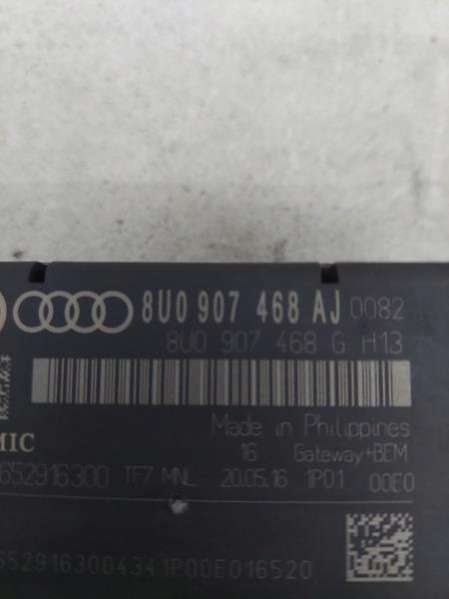 8U0 907 468 AJ 0082
8U0 907 468 G H13
Made in Philippines
MIC 16 Gateway+BEM
652916300 TF7 MNL 20.05.16 1P01 00E0
6529163004341P00E016520